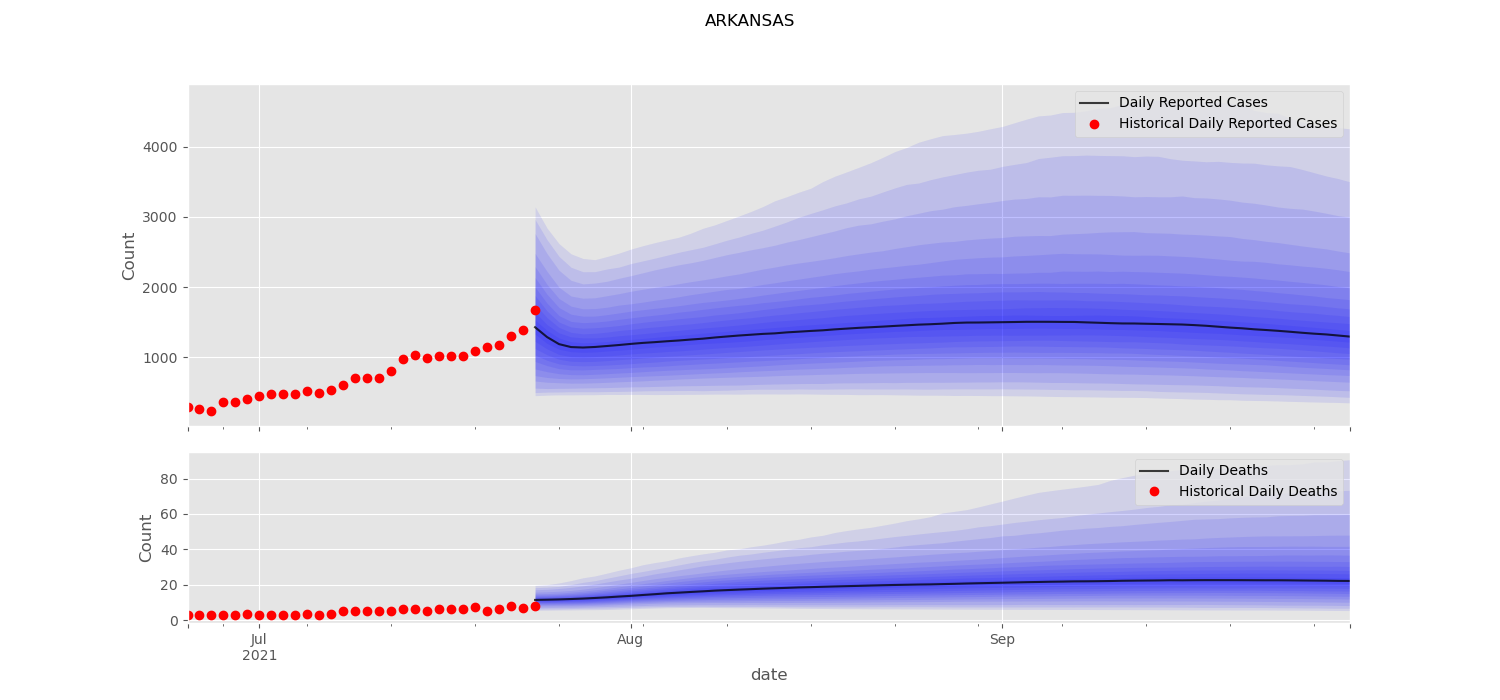 ARKANSAS
Daily Reported Cases
Historical Daily Reported Cases
4000
3000
2000
1000
Count
Daily Deaths
Historical Daily Deaths
80
60
40
20
0
Count
Jul
2021
Aug
Sep
date